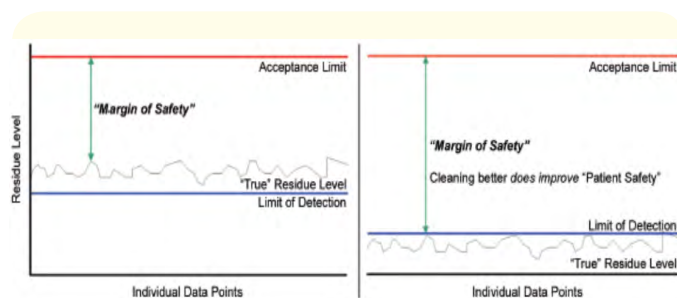 Acceptance Limit
"Margin of Safety"
"True" Residue Level
Limit of Detection
Residue Level
Individual Data Points
Acceptance Limit
"Margin of Safety"
Cleaning better does improve "Patient Safety"
Limit of Detection
"True" Residue Level
Individual Data Points